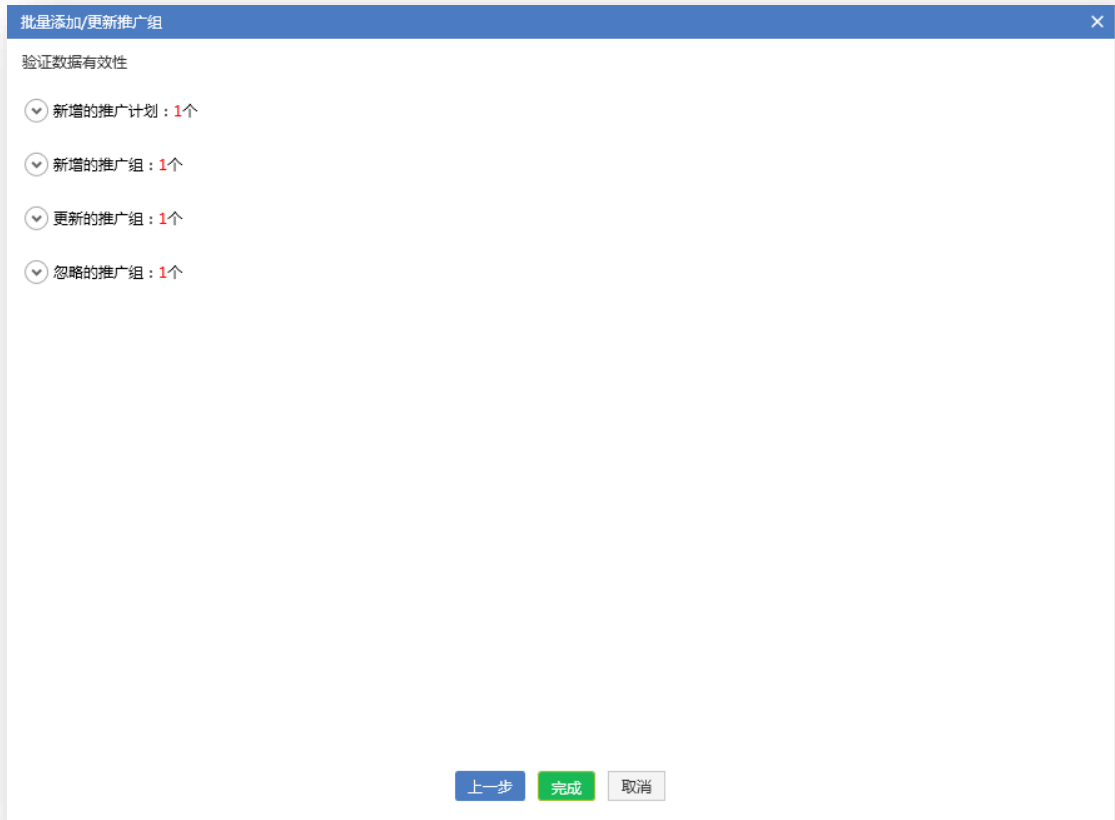 批量添加/更新推广组
验证数据有效性
新增的推广计划：1个
新增的推广组：1个
更新的推广组：1个
忽略的推广组：1个
上一步 完成 取消